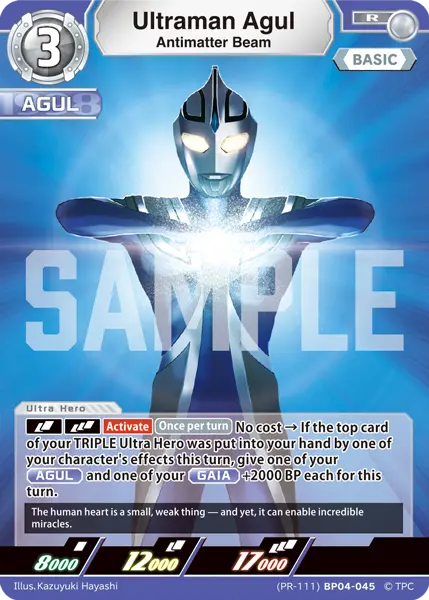 3
Ultraman Agul
Antimatter Beam
R
BASIC
AGUL
SAMPLE
Ultra Hero
Activate Once per turn No cost → If the top card
of your TRIPLE Ultra Hero was put into your hand by one of
your character's effects this turn, give one of your
AGUL and one of your GAIA +2000 BP each for this
turn.
The human heart is a small, weak thing — and yet, it can enable incredible
miracles.
8000 12000 17000
Illus.Kazuyuki Hayashi (PR-111) BP04-045 © TPC